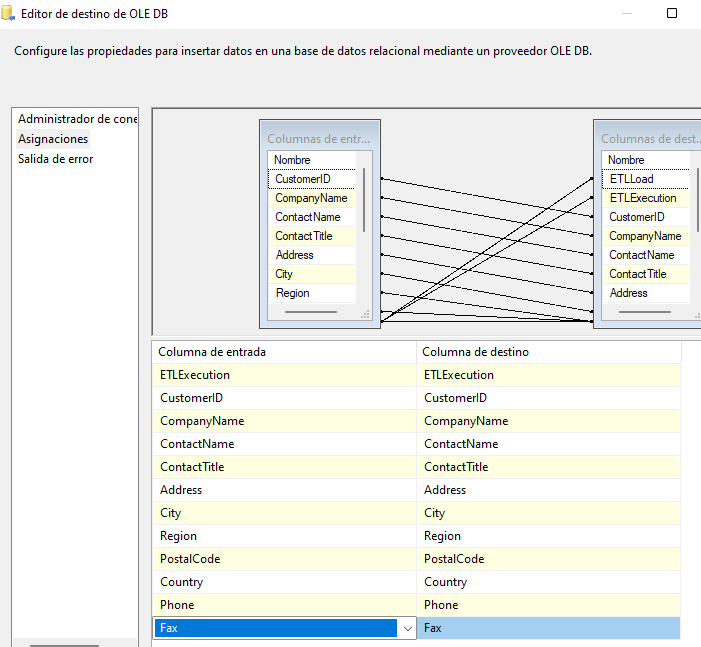 Editor de destino de OLE DB
Configure las propiedades para insertar datos en una base de datos relacional mediante un proveedor OLE DB.
Administrador de cone
Asignaciones
Salida de error
Columnas de entr...
Nombre
CustomerID
CompanyName
ContactName
ContactTitle
Address
City
Region
Columnas de dest...
Nombre
ETLLoad
ETLExecution
CustomerID
CompanyName
ContactName
ContactTitle
Address
Columna de entrada Columna de destino
ETLExecution ETLExecution
CustomerID CustomerID
CompanyName CompanyName
ContactName ContactName
ContactTitle ContactTitle
Address Address
City City
Region Region
PostalCode PostalCode
Country Country
Phone Phone
Fax Fax